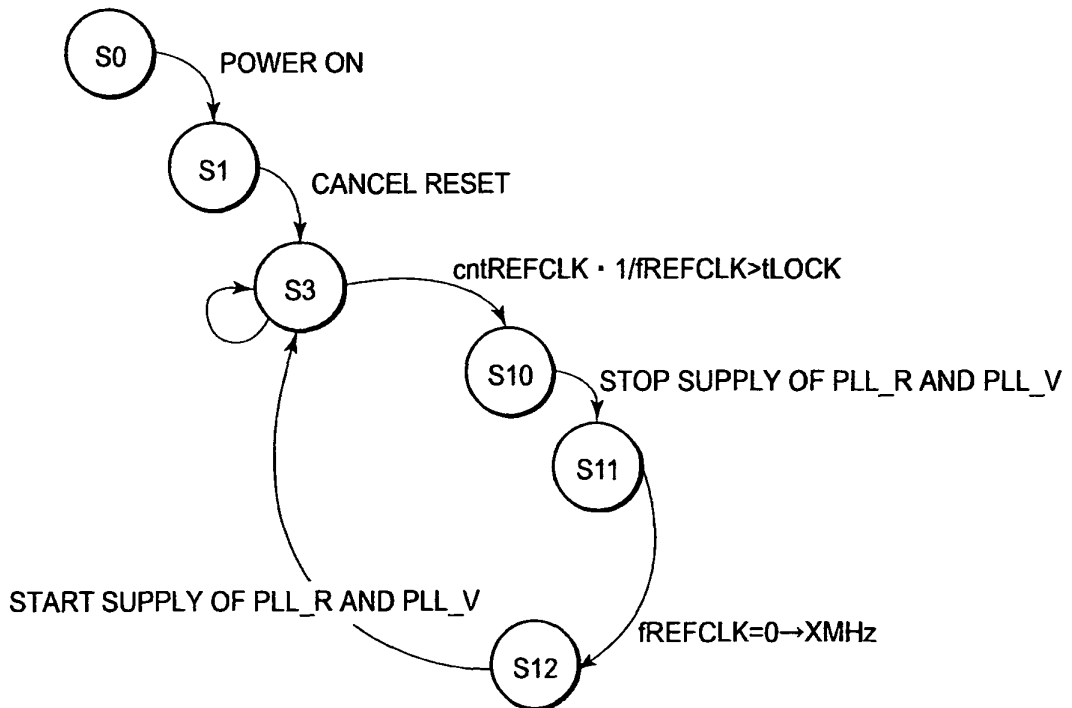 S0
POWER ON
S1
CANCEL RESET
S3
cntREFCLK・1/fREFCLK>tLOCK
S10
STOP SUPPLY OF PLL_R AND PLL_V
S11
START SUPPLY OF PLL_R AND PLL_V
fREFCLK=0→XMHz
S12